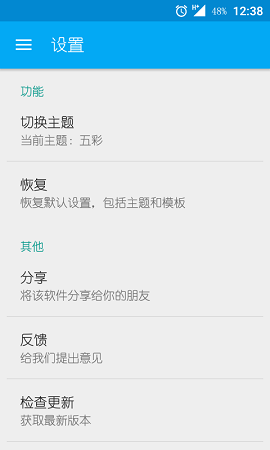 H+ 48% 12:38
设置
功能
切换主题
当前主题：五彩
恢复
恢复默认设置，包括主题和模板
其他
分享
将该软件分享给你的朋友
反馈
给我们提出意见
检查更新
获取最新版本